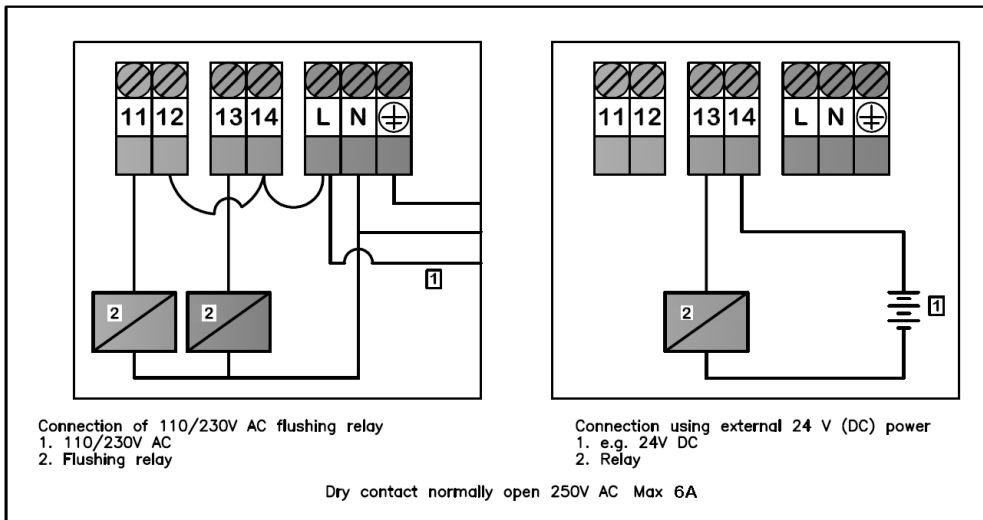 11 12 13 14 L N
2 2
1
Connection of 110/230V AC flushing relay
1. 110/230V AC
2. Flushing relay
11 12 13 14 L N
2
1
Connection using external 24 V (DC) power
1. e.g. 24V DC
2. Relay
Dry contact normally open 250V AC Max 6A